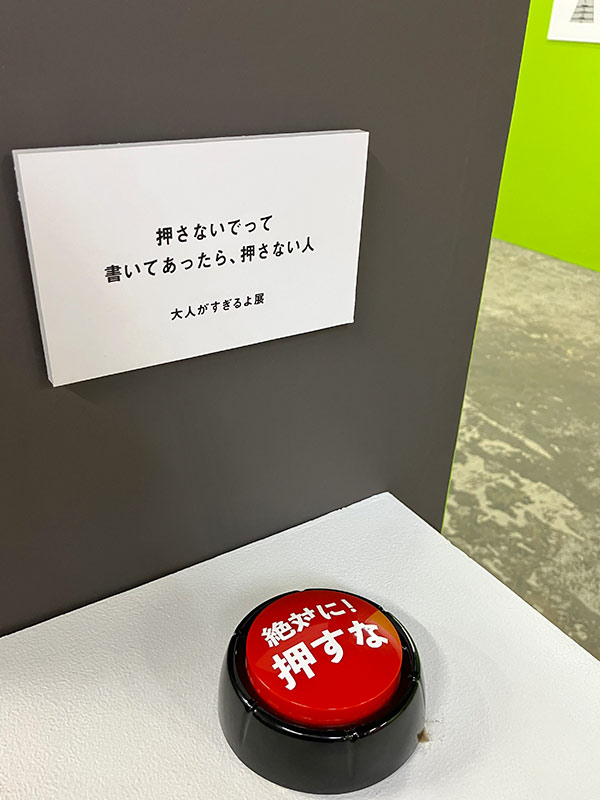 押さないでって
書いてあったら、押さない人
大人がすぎるよ展
絶対に!
押すな